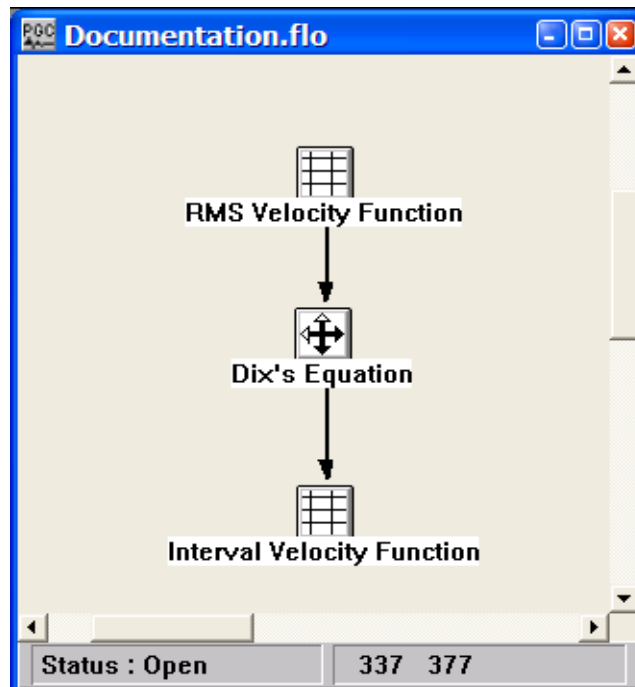 PGC
Documentation.flo
RMS Velocity Function
Dix's Equation
Interval Velocity Function
Status : Open
337 377